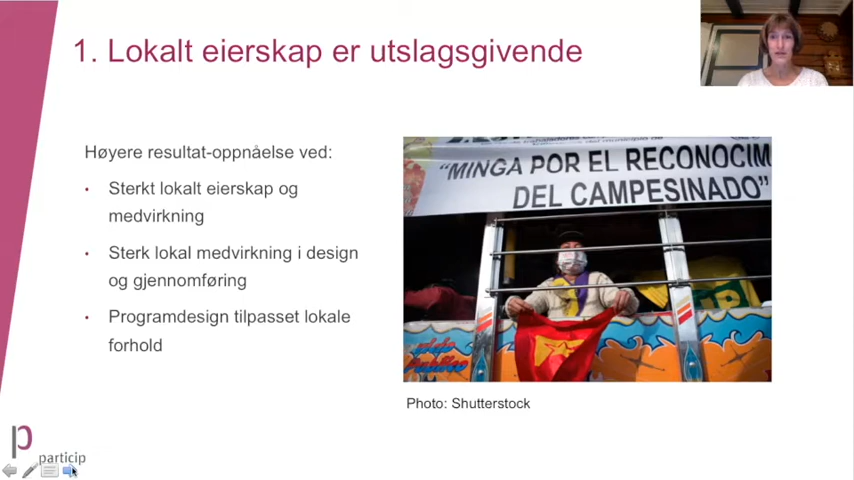 1. Lokalt eierskap er utslagsgivende
Høyere resultat-oppnåelse ved:
• Sterkt lokalt eierskap og
medvirkning
• Sterk lokal medvirkning i design
og gjennomføring
• Programdesign tilpasset lokale
forhold
"MINGA POR EL RECONOCIM
DEL CAMPESINADO"
Photo: Shutterstock
p
particip